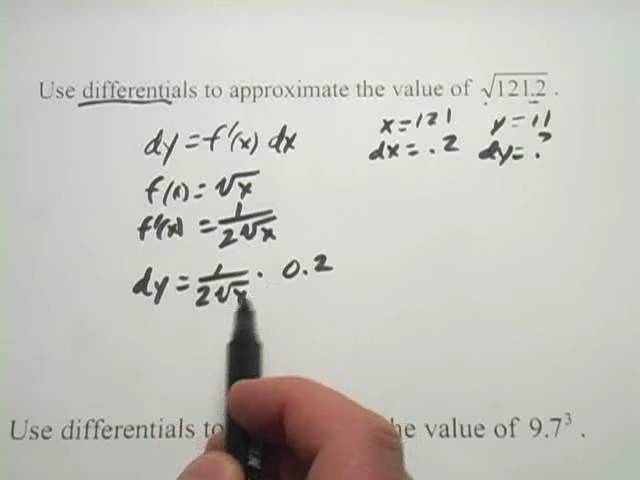 Use differentials to approximate the value of √121.2 .
x=121 y=11
dy=f'(x) dx dx=.2 dy=?
f(x)=√x
f'(x)=1/2√x
dy=1/2√x · 0.2
Use differentials to he value of 9.7³ .